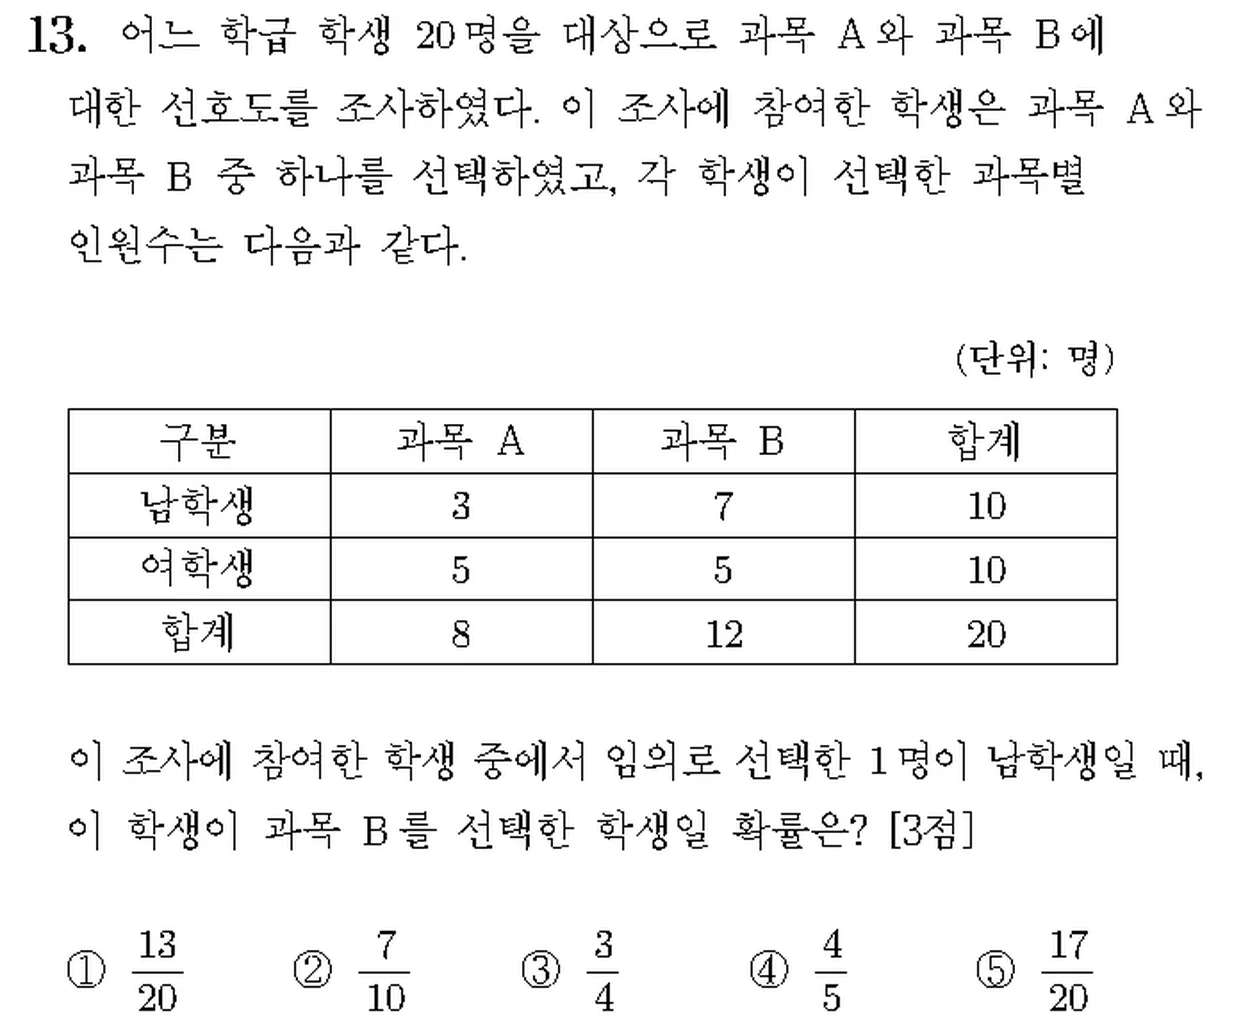 13. 어느 학급 학생 20명을 대상으로 과목 A와 과목 B에
대한 선호도를 조사하였다. 이 조사에 참여한 학생은 과목 A와
과목 B 중 하나를 선택하였고, 각 학생이 선택한 과목별
인원수는 다음과 같다.
(단위: 명)
구분 과목 A 과목 B 합계
남학생 3 7 10
여학생 5 5 10
합계 8 12 20
이 조사에 참여한 학생 중에서 임의로 선택한 1명이 남학생일 때,
이 학생이 과목 B를 선택한 학생일 확률은? [3점]
① 13/20 ② 7/10 ③ 3/4 ④ 4/5 ⑤ 17/20